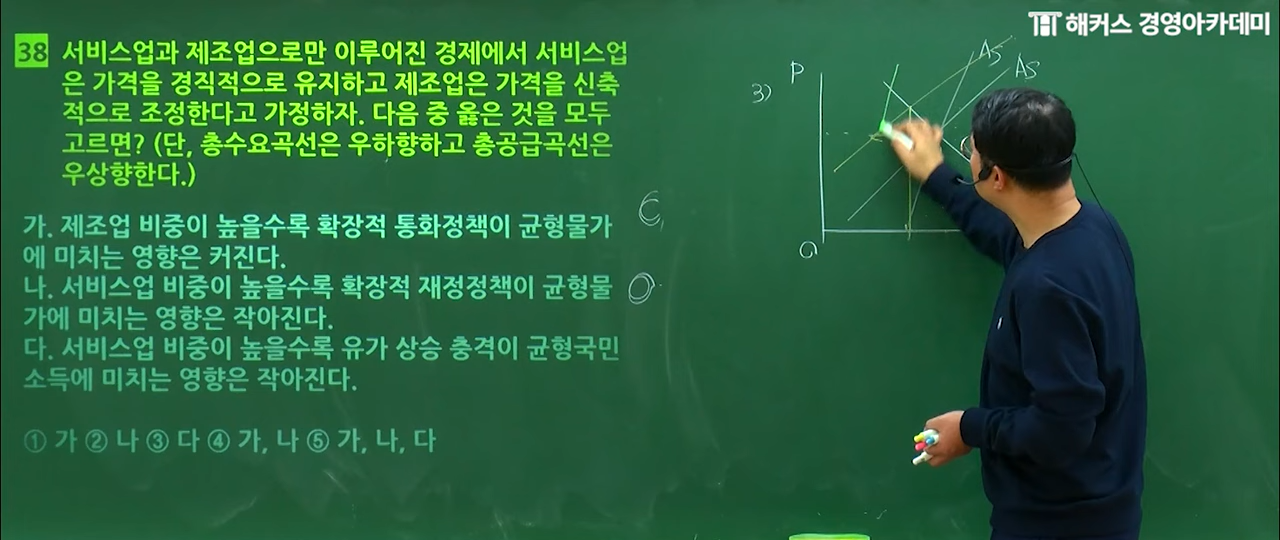 해커스 경영아카데미
38 서비스업과 제조업으로만 이루어진 경제에서 서비스업
은 가격을 경직적으로 유지하고 제조업은 가격을 신축
적으로 조정한다고 가정하자. 다음 중 옳은 것을 모두
고르면? (단, 총수요곡선은 우하향하고 총공급곡선은
우상향한다.)
가. 제조업 비중이 높을수록 확장적 통화정책이 균형물가
에 미치는 영향은 커진다.
나. 서비스업 비중이 높을수록 확장적 재정정책이 균형물
가에 미치는 영향은 작아진다.
다. 서비스업 비중이 높을수록 유가 상승 충격이 균형국민
소득에 미치는 영향은 작아진다.
① 가 ② 나 ③ 다 ④ 가, 나 ⑤ 가, 나, 다
3)
P
AS
AS
O
O